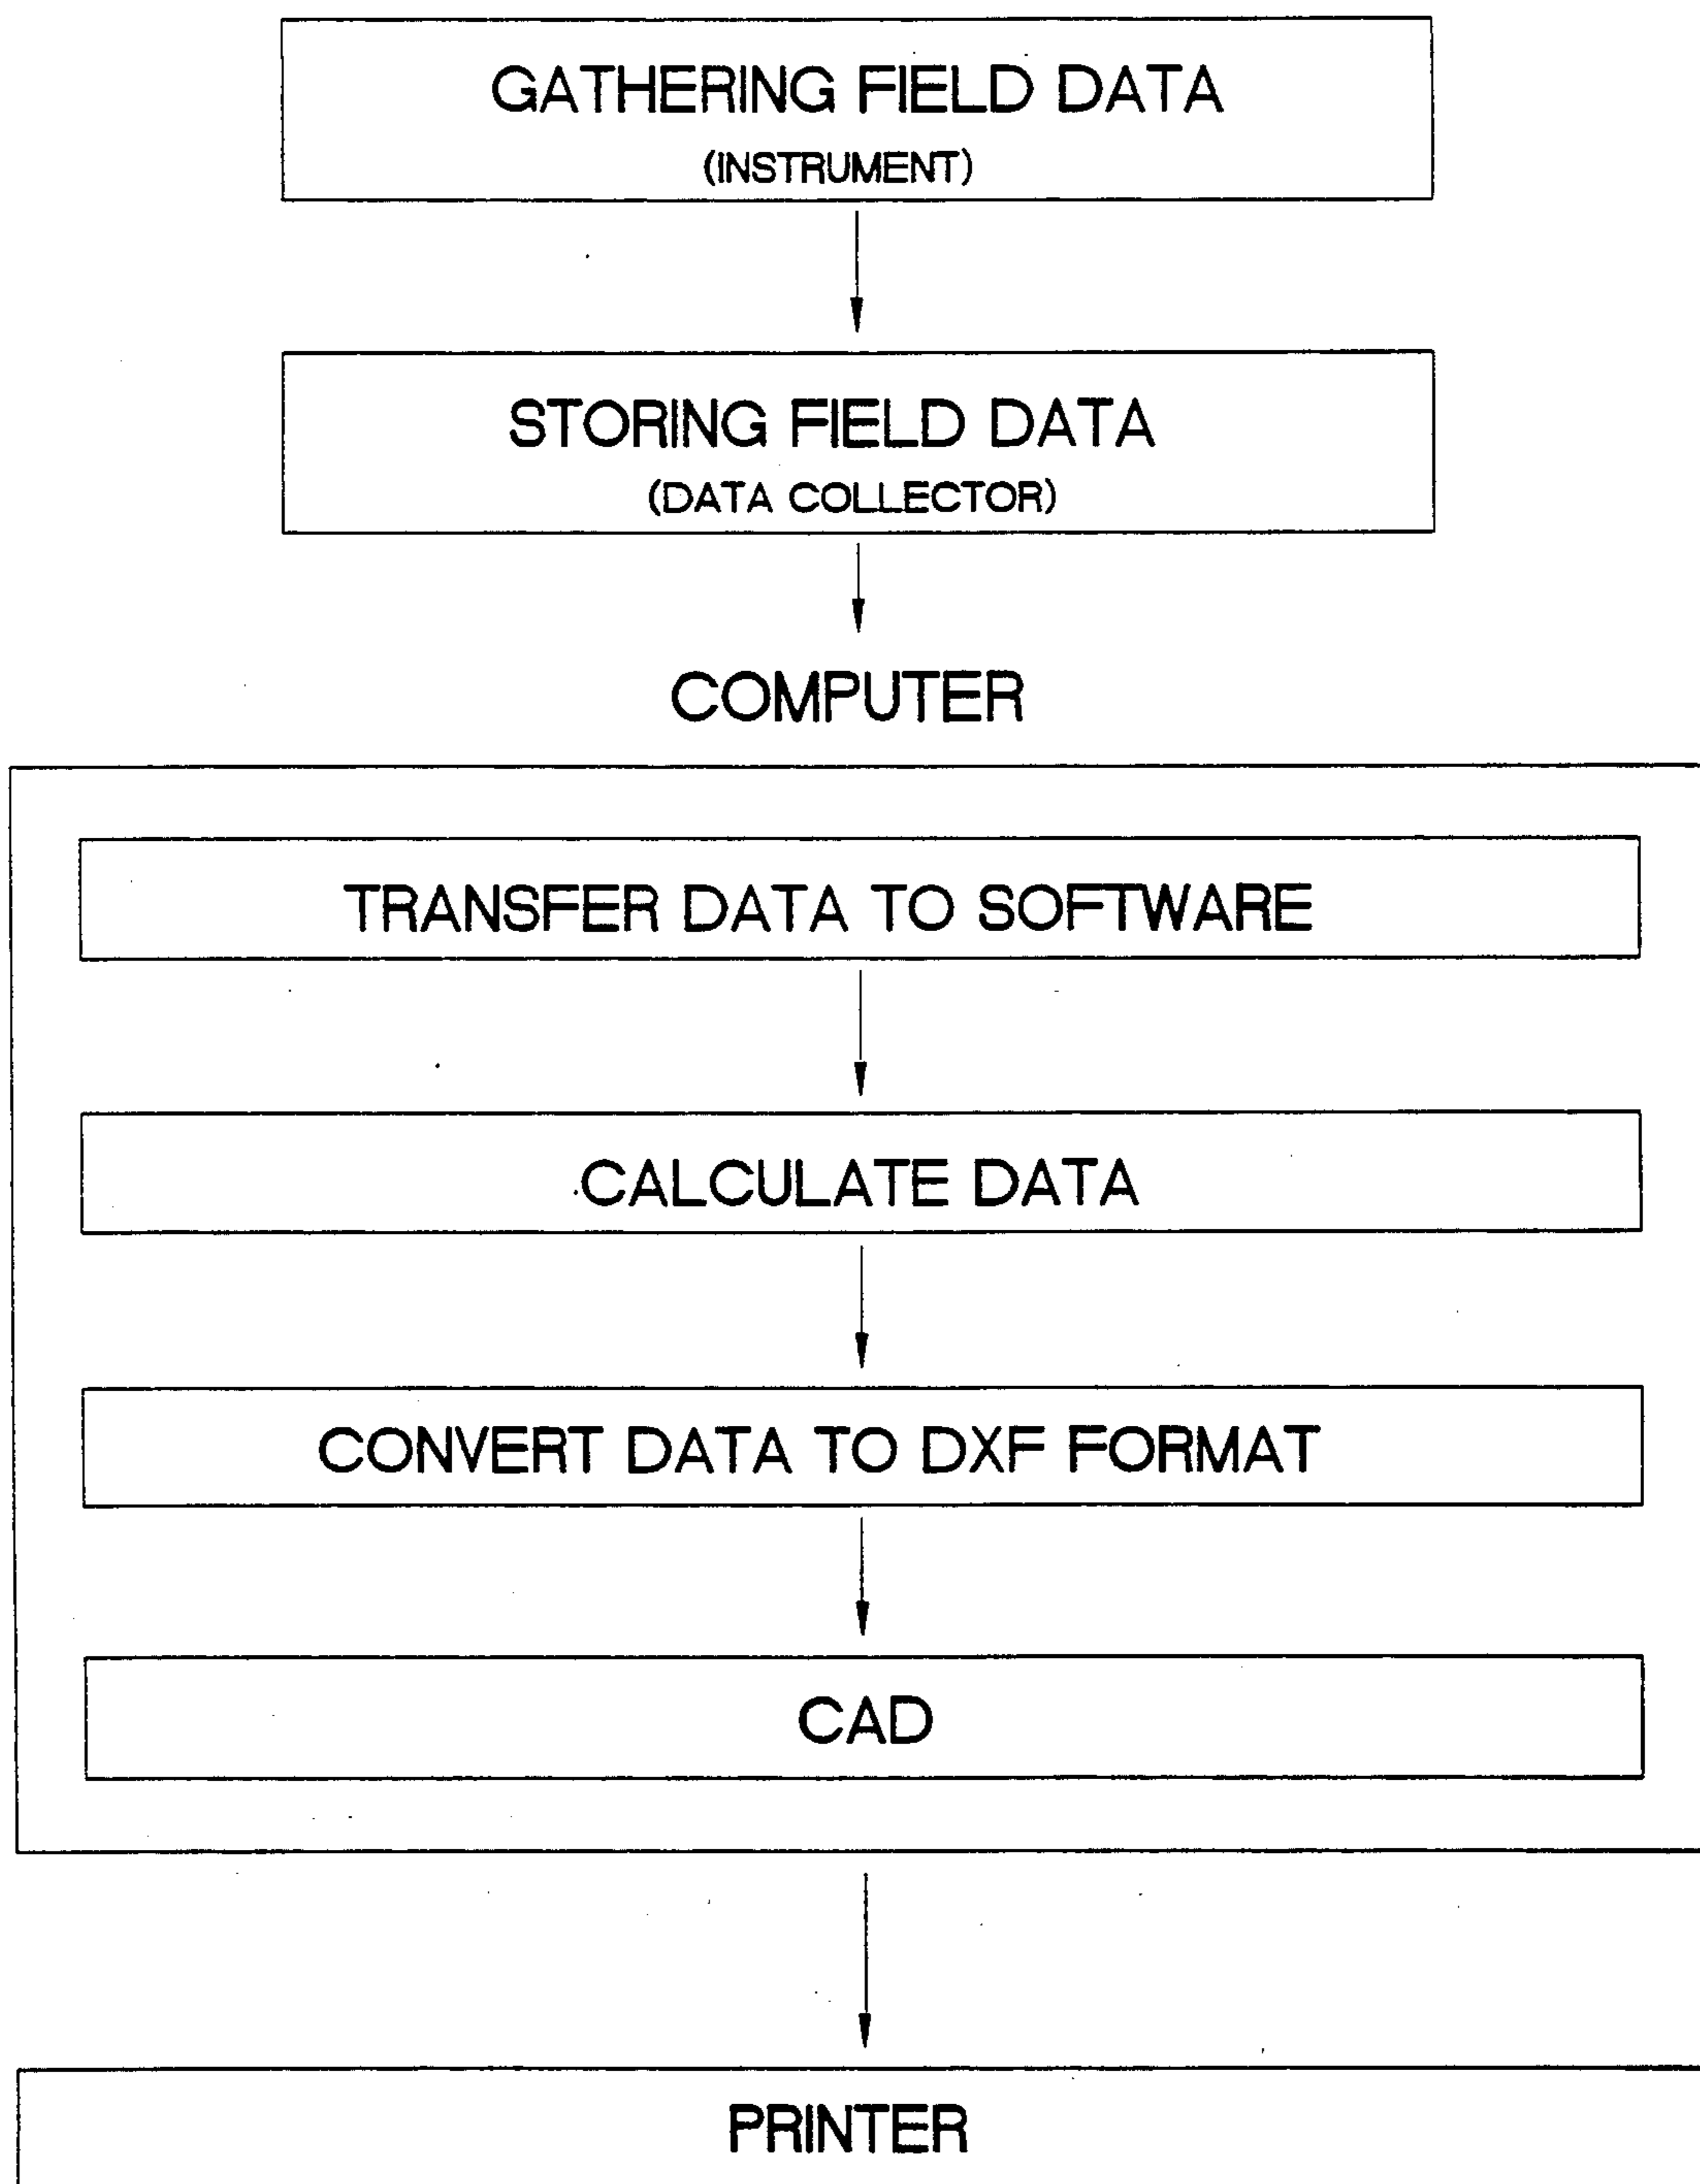 GATHERING FIELD DATA
(INSTRUMENT)
STORING FIELD DATA
(DATA COLLECTOR)
COMPUTER
TRANSFER DATA TO SOFTWARE
CALCULATE DATA
CONVERT DATA TO DXF FORMAT
CAD
PRINTER